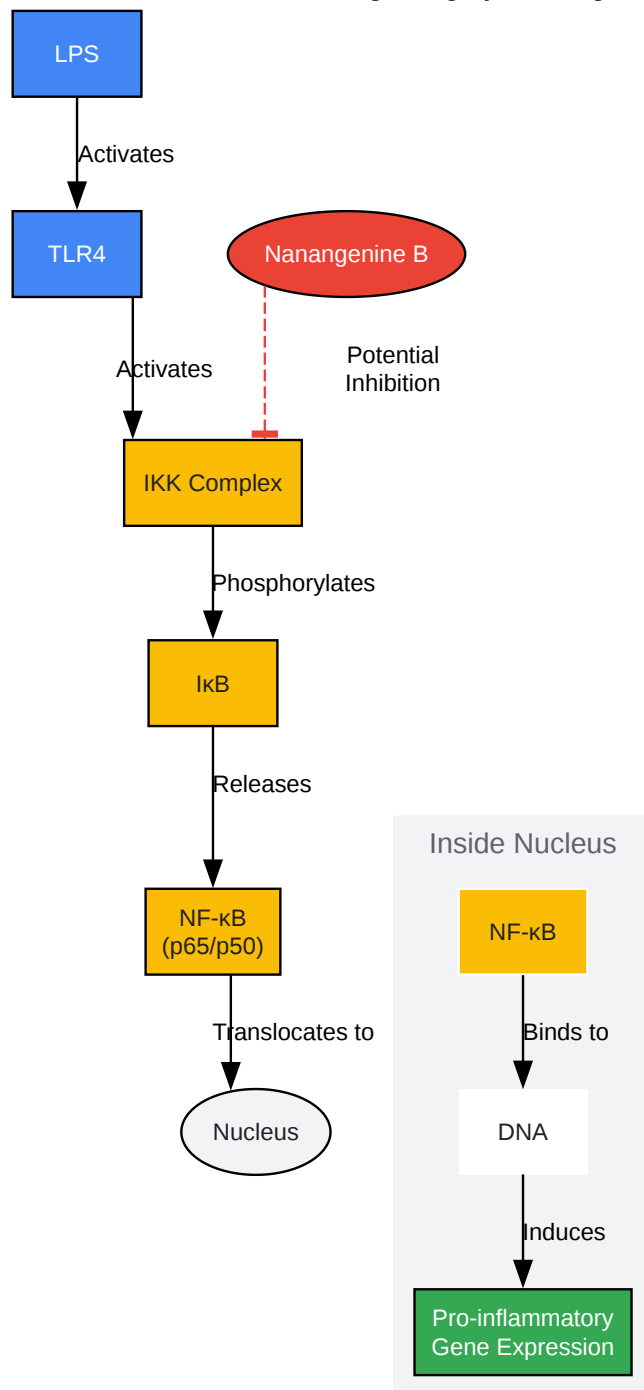 LPS
Activates
TLR4
Nanangenine B
Activates
Potential
Inhibition
IKK Complex
Phosphorylates
IκB
Releases
Inside Nucleus
NF-κB
(p65/p50)
NF-κB
Translocates to
Binds to
Nucleus
DNA
Induces
Pro-inflammatory
Gene Expression